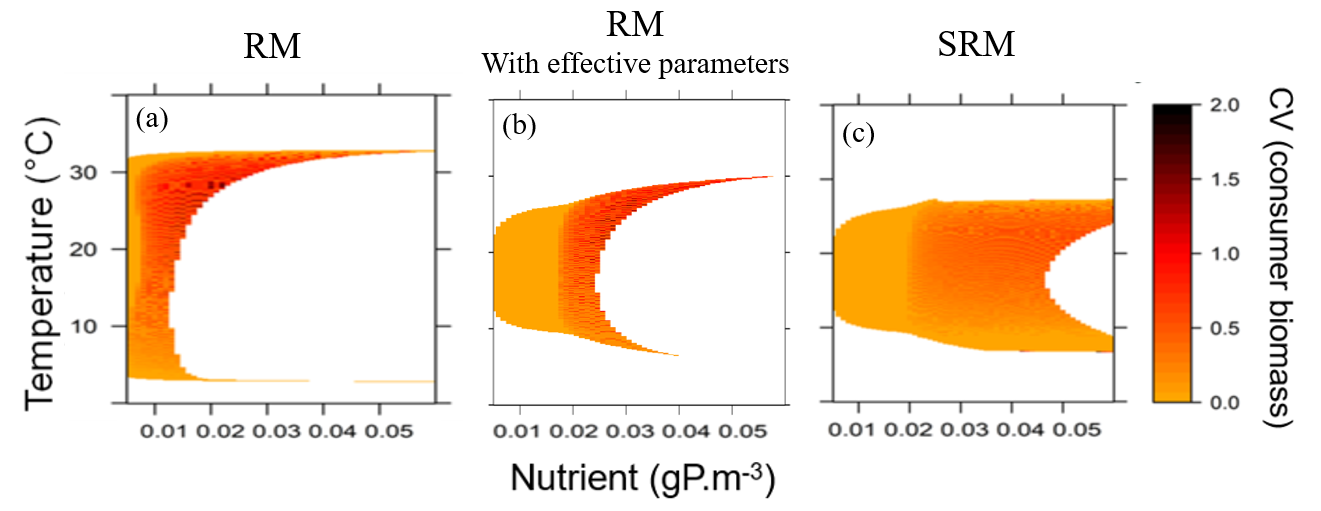 RM
RM
With effective parameters
SRM
(a)
(b)
(c)
Temperature (°C)
30
20
10
0.01 0.02 0.03 0.04 0.05
0.01 0.02 0.03 0.04 0.05
0.01 0.02 0.03 0.04 0.05
Nutrient (gP.m-3)
2.0
1.5
1.0
0.5
0.0
CV (consumer biomass)